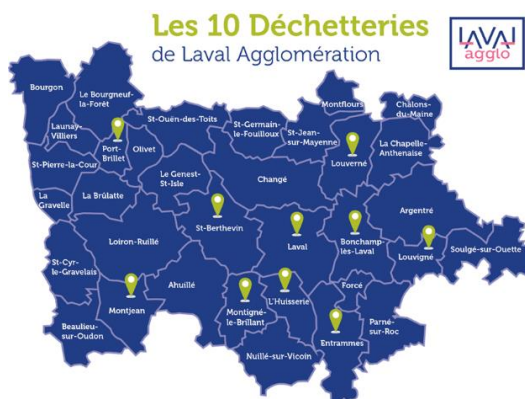 Les 10 Déchetteries
de Laval Agglomération
LAVAL
agglo
Bourgon
Le Bourgneuf-
la-Forêt
Launay-
Villiers
St-Ouën-des-Toits
St-Germain-
le-Fouilloux
Montflours
Châlons-
du-Maine
St-Jean-
sur-Mayenne
La Chapelle-
Anthenaise
Louverné
Port-
Brillet
Olivet
St-Pierre-la-Cour
Le Genest-
St-Isle
Changé
La
Gravelle
La Brûlatte
Argentré
St-Berthevin
Loiron-Ruillé
Laval
Bonchamp-
lès-Laval
Louvigné
Soulgé-sur-Ouette
St-Cyr-
le-Gravelais
Ahuillé
Forcé
L'Huisserie
Montjean
Montigné-
le-Brillant
Parné-
sur-Roc
Beaulieu-
sur-Oudon
Entrammes
Nuillé-sur-Vicoin